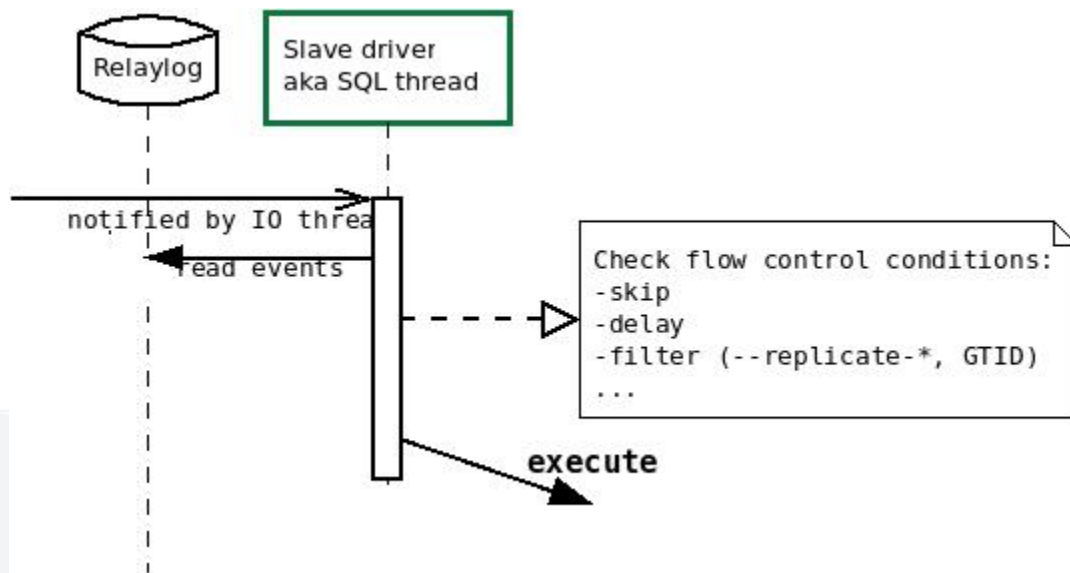 Relaylog
Slave driver
aka SQL thread
notified by IO threa
read events
Check flow control conditions:
-skip
-delay
-filter (--replicate-*, GTID)
...
execute